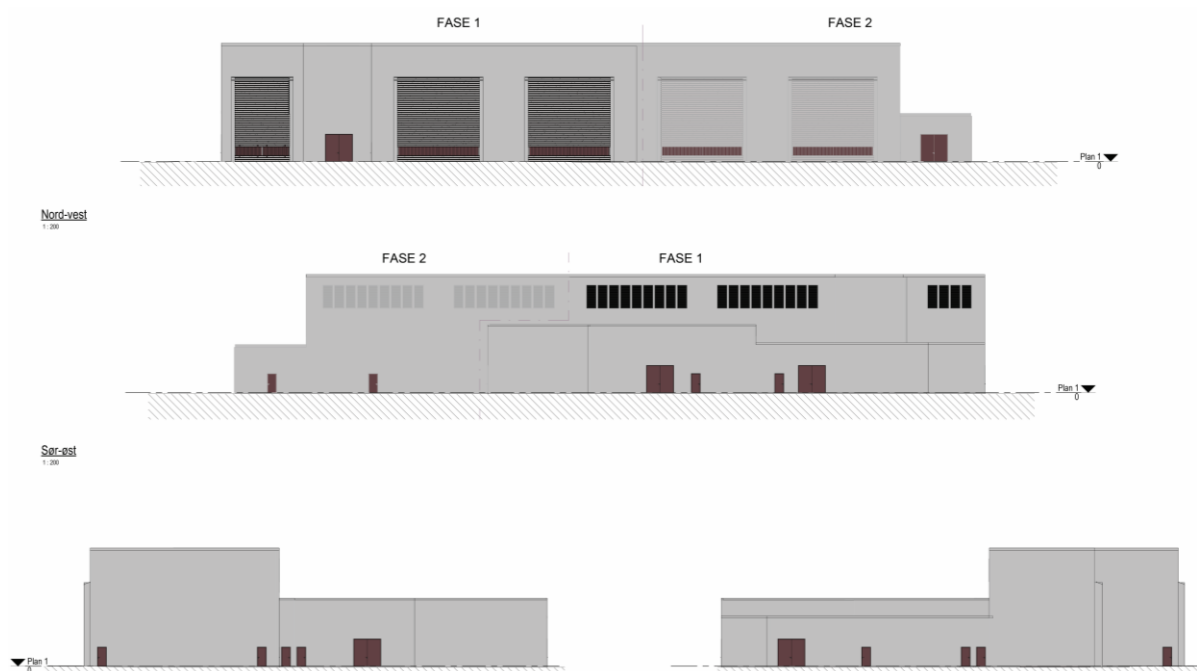 FASE 1
FASE 2
Plan 1
0
Nord-vest
1 : 200
FASE 2
FASE 1
Plan 1
0
Sør-øst
1 : 200
Plan 1
0